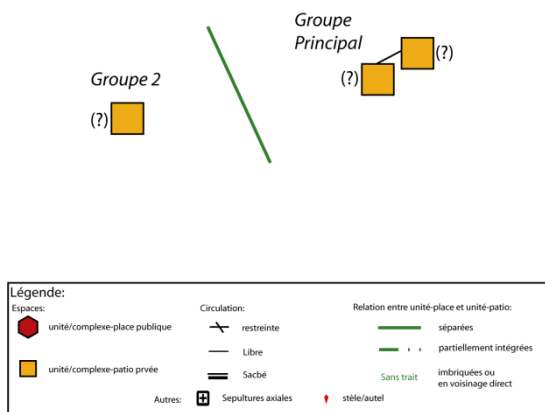 Groupe
Principal
(?)
(?)
Groupe 2
(?)
Légende:
Espaces:
unité/complexe-place publique
unité/complexe-patio prvée
Circulation:
restreinte
Libre
Sacbé
Relation entre unité-place et unité-patio:
séparées
partiellement intégrées
Sans trait
imbriquées ou
en voisinage direct
Autres:
Sepultures axiales
stèle/autel